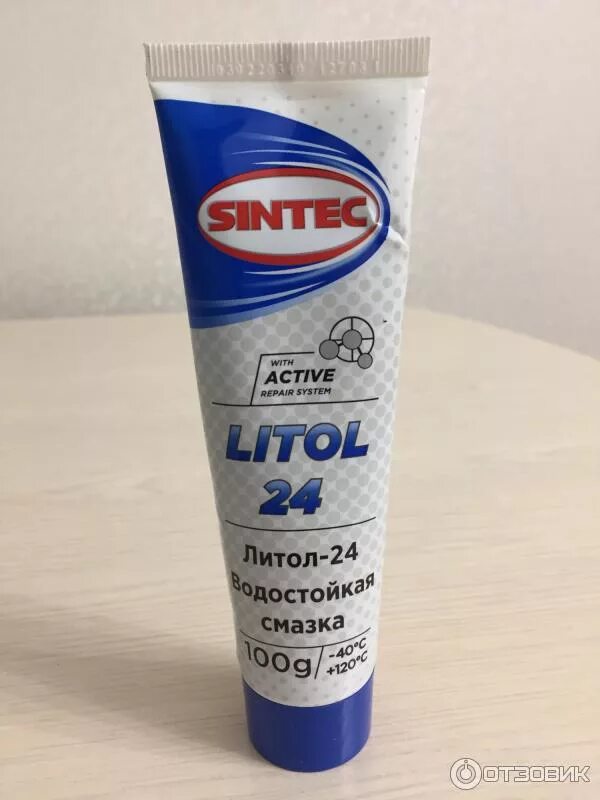 SINTEC
WITH
ACTIVE
REPAIR SYSTEM
LITOL
24
Литол-24
Водостойкая
смазка
100g/ -40°C
+120°C
ОТЗОВИК